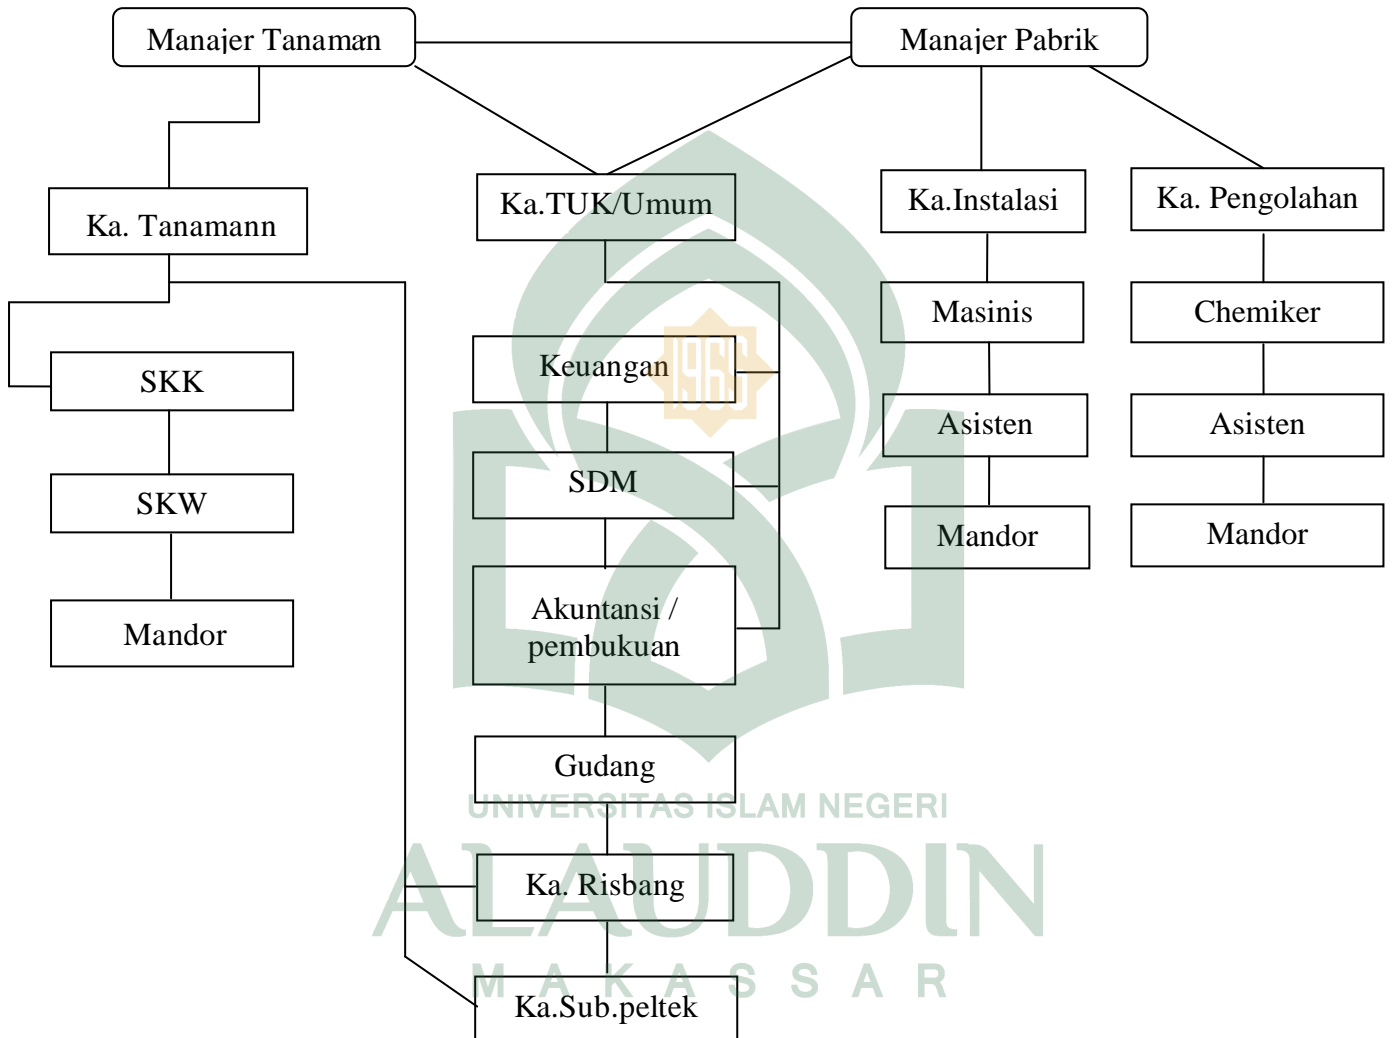 Manajer Tanaman
Manajer Pabrik
Ka. Tanamann
Ka.TUK/Umum
Ka.Instalasi
Ka. Pengolahan
SKK
SKW
Mandor
Keuangan
SDM
Akuntansi /
pembukuan
Gudang
Ka. Risbang
Ka.Sub.peltek
Masinis
Asisten
Mandor
Chemiker
Asisten
Mandor
1965
UNIVERSITAS ISLAM NEGERI
ALAUDDIN
MAKASSAR